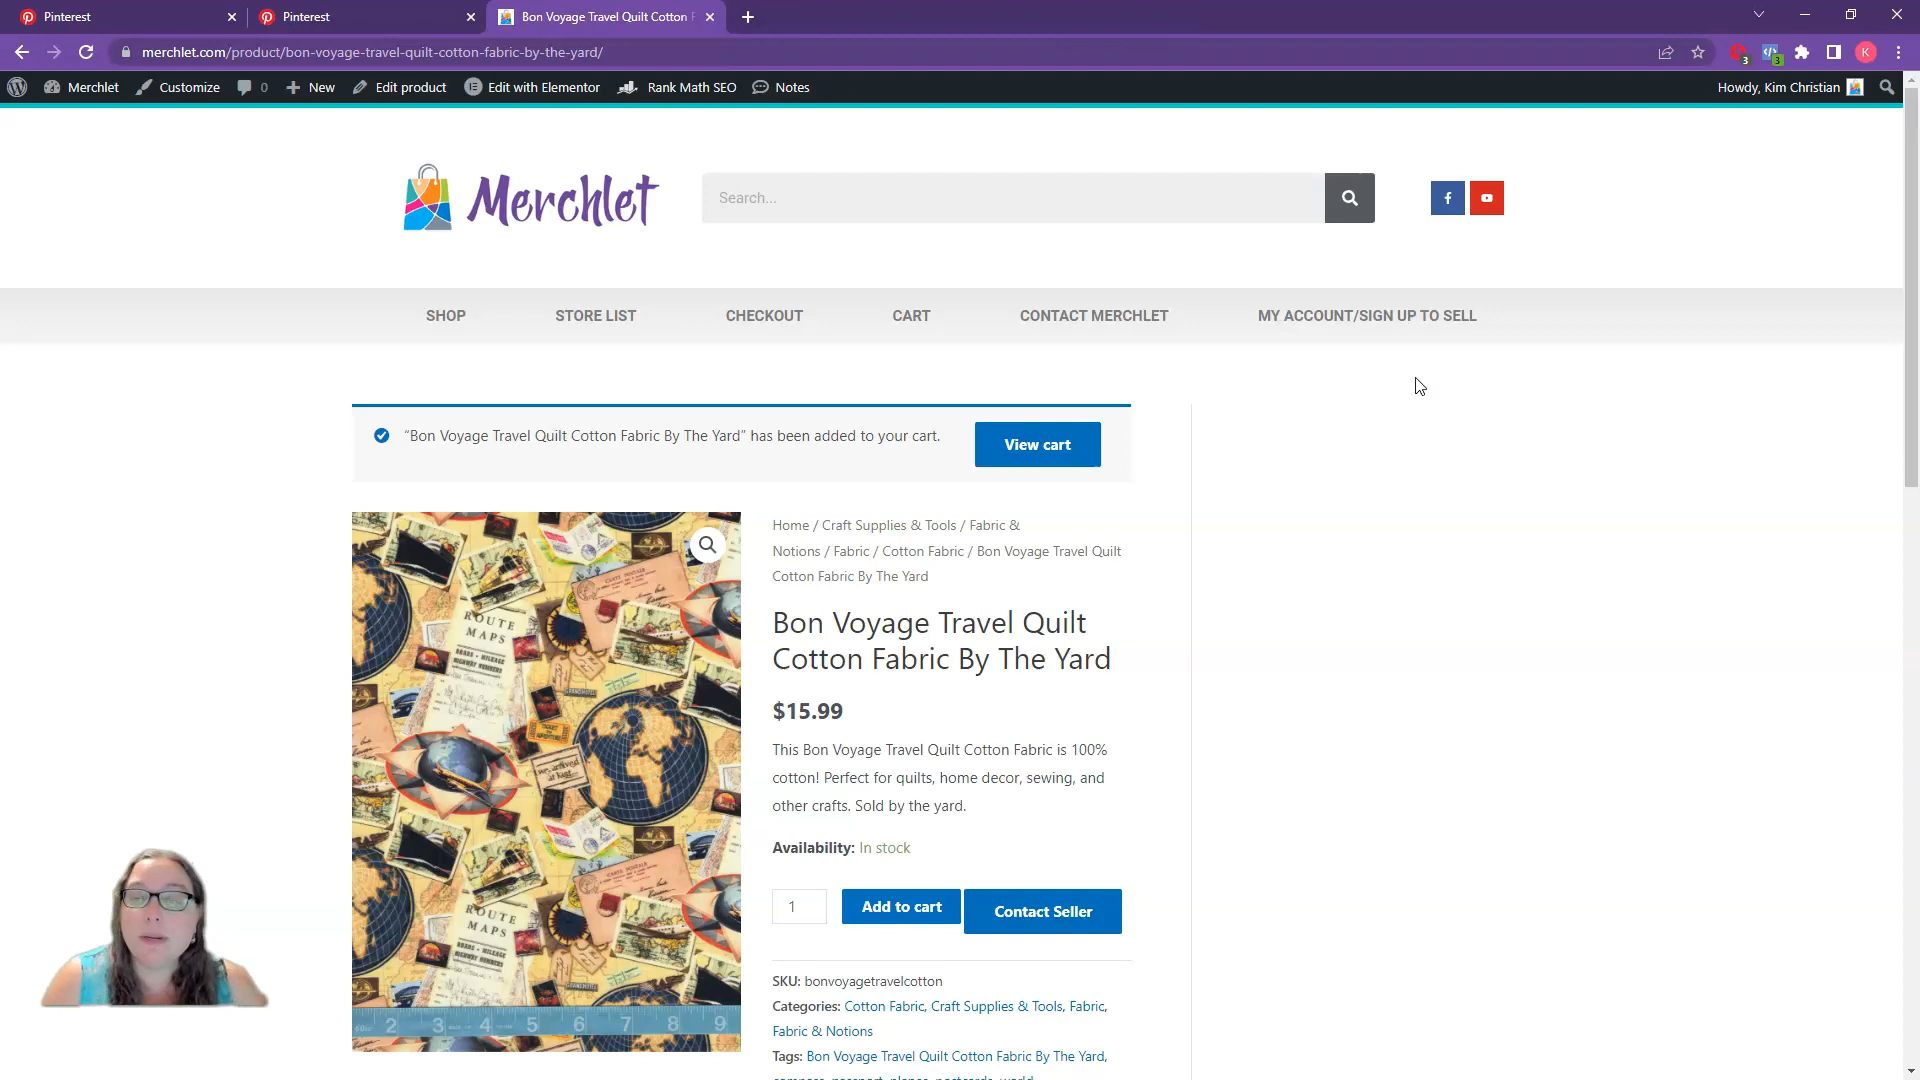 Pinterest
Pinterest
Bon Voyage Travel Quilt Cotton F
merchlet.com/product/bon-voyage-travel-quilt-cotton-fabric-by-the-yard/
3
3
K
Merchlet
Customize
0
New
Edit product
Edit with Elementor
Rank Math SEO
Notes
Howdy, Kim Christian
Merchlet
Search...
SHOP
STORE LIST
CHECKOUT
CART
CONTACT MERCHLET
MY ACCOUNT/SIGN UP TO SELL
“Bon Voyage Travel Quilt Cotton Fabric By The Yard” has been added to your cart.
View cart
Home / Craft Supplies & Tools / Fabric &
Notions / Fabric / Cotton Fabric / Bon Voyage Travel Quilt
Cotton Fabric By The Yard
Bon Voyage Travel Quilt
Cotton Fabric By The Yard
$15.99
This Bon Voyage Travel Quilt Cotton Fabric is 100%
cotton! Perfect for quilts, home decor, sewing, and
other crafts. Sold by the yard.
Availability: In stock
1
Add to cart
Contact Seller
SKU: bonvoyagetravelcotton
Categories: Cotton Fabric, Craft Supplies & Tools, Fabric,
Fabric & Notions
Tags: Bon Voyage Travel Quilt Cotton Fabric By The Yard,
compass, passport, planes, postcards, world
ROUTE
MAPS
ROUTE
MAPS
2 3 4 5 6 7 8 9